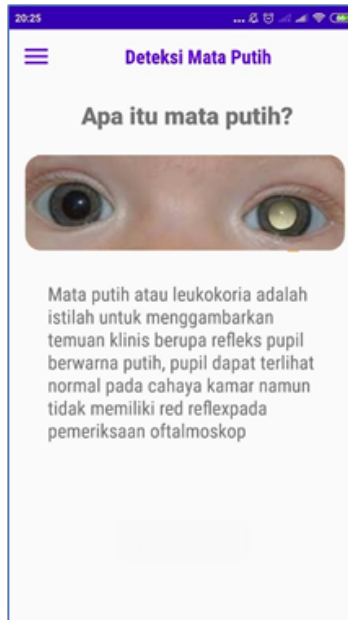 20:25
...
Deteksi Mata Putih
Apa itu mata putih?
Mata putih atau leukokoria adalah
istilah untuk menggambarkan
temuan klinis berupa refleks pupil
berwarna putih, pupil dapat terlihat
normal pada cahaya kamar namun
tidak memiliki red reflexpada
pemeriksaan oftalmoskop